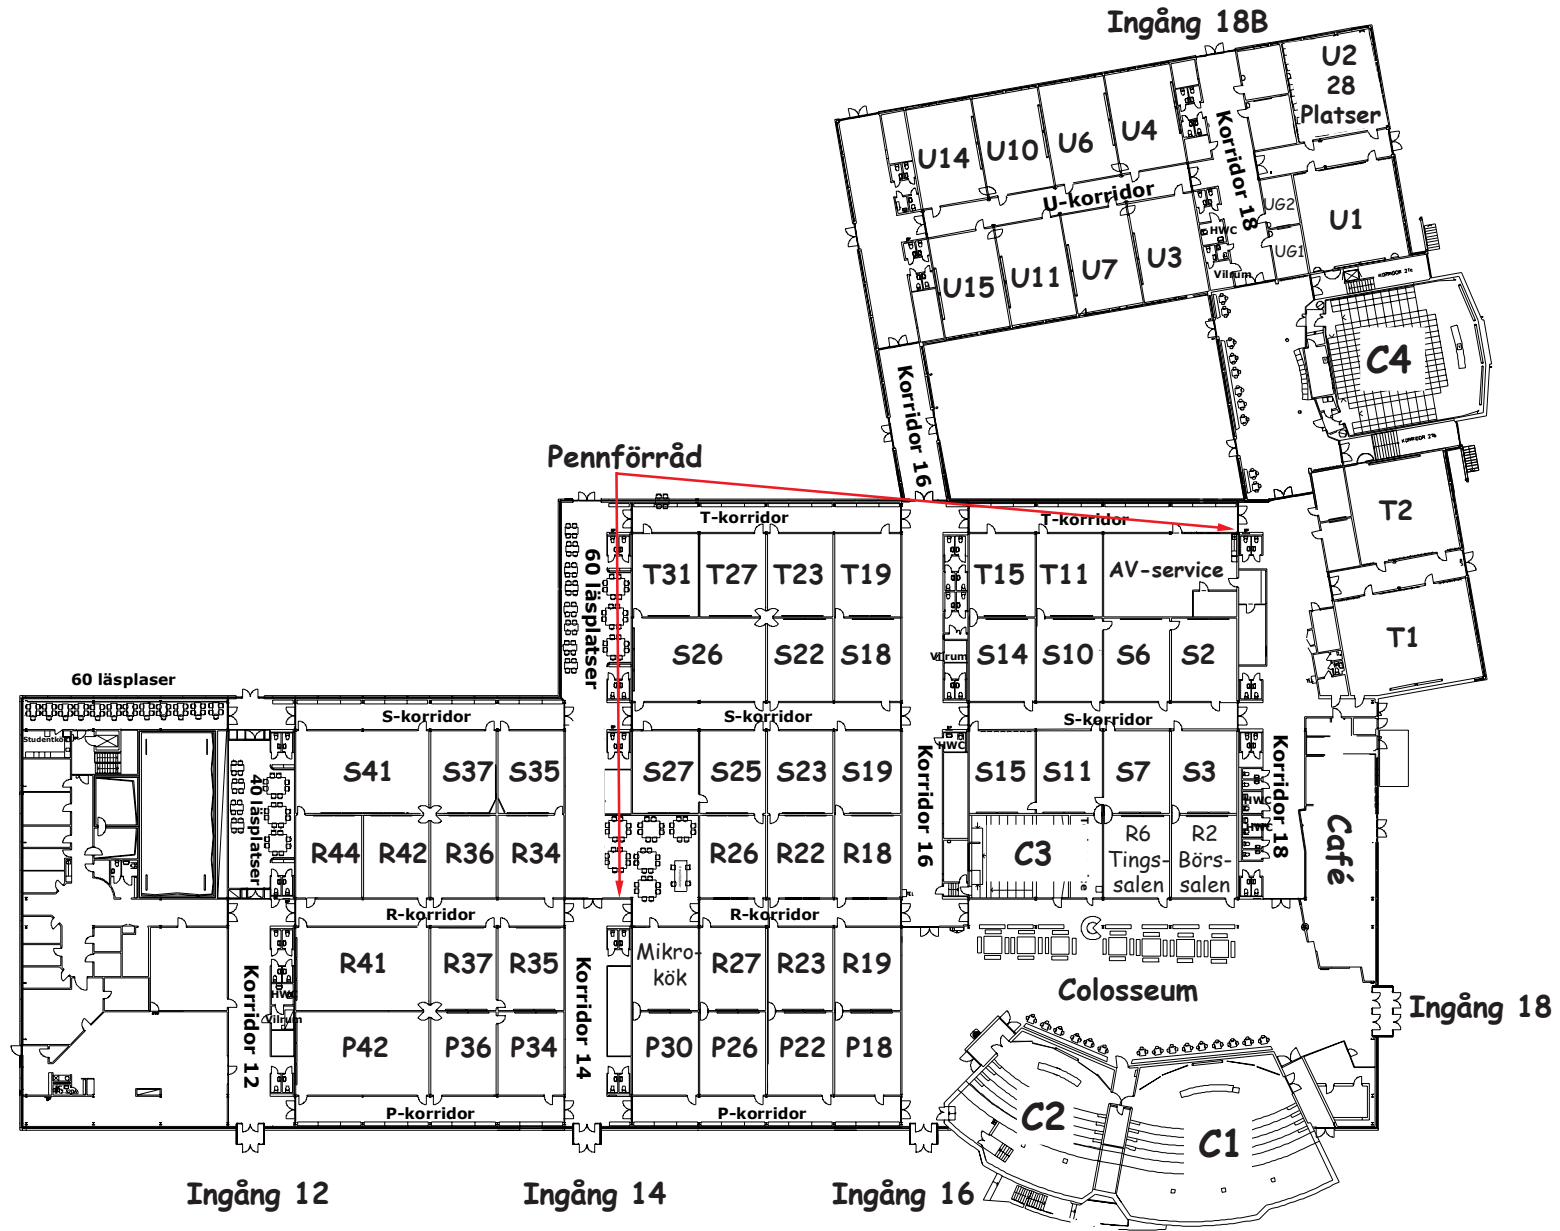 Ingång 18B
U2
28
Platser
U14
U10
U6
U4
Korridor 18
U-korridor
UG2
U1
HWC
UG1
Vilrum
U15
U11
U7
U3
KORRIDOR 21c
C4
Korridor 16
KORRIDOR 21b
Pennförråd
T-korridor
T-korridor
60 läsplatser
T31
T27
T23
T19
T15
T11
AV-service
T2
T1
S26
S22
S18
Vilrum
S14
S10
S6
S2
60 läsplaser
S-korridor
S-korridor
S-korridor
Studentkök
40 läsplatser
S41
S37
S35
S27
S25
S23
S19
Korridor 16
HWC
S15
S11
S7
S3
Korridor 18
HWC
HWC
Café
R44
R42
R36
R34
R26
R22
R18
C3
R6
Tings-
salen
R2
Börs-
salen
R-korridor
R-korridor
Korridor 12
HWC
Vilrum
R41
R37
R35
Korridor 14
Mikro-
kök
R27
R23
R19
Colosseum
Ingång 18
P42
P36
P34
P30
P26
P22
P18
P-korridor
P-korridor
C2
C1
Ingång 12
Ingång 14
Ingång 16